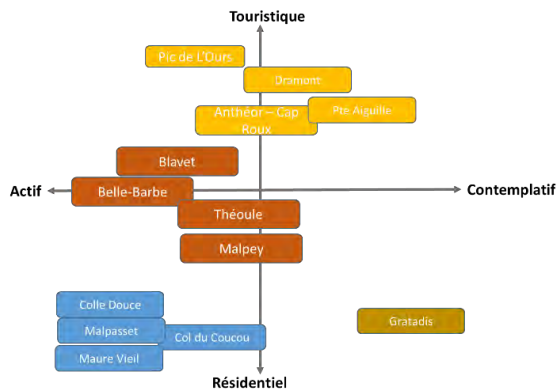 Touristique
Pic de L'Ours
Dramont
Anthéor – Cap
Roux
Pte Aiguille
Blavet
Actif
Belle-Barbe
Contemplatif
Théoule
Malpey
Colle Douce
Malpasset
Col du Coucou
Gratadis
Maure Vieil
Résidentiel